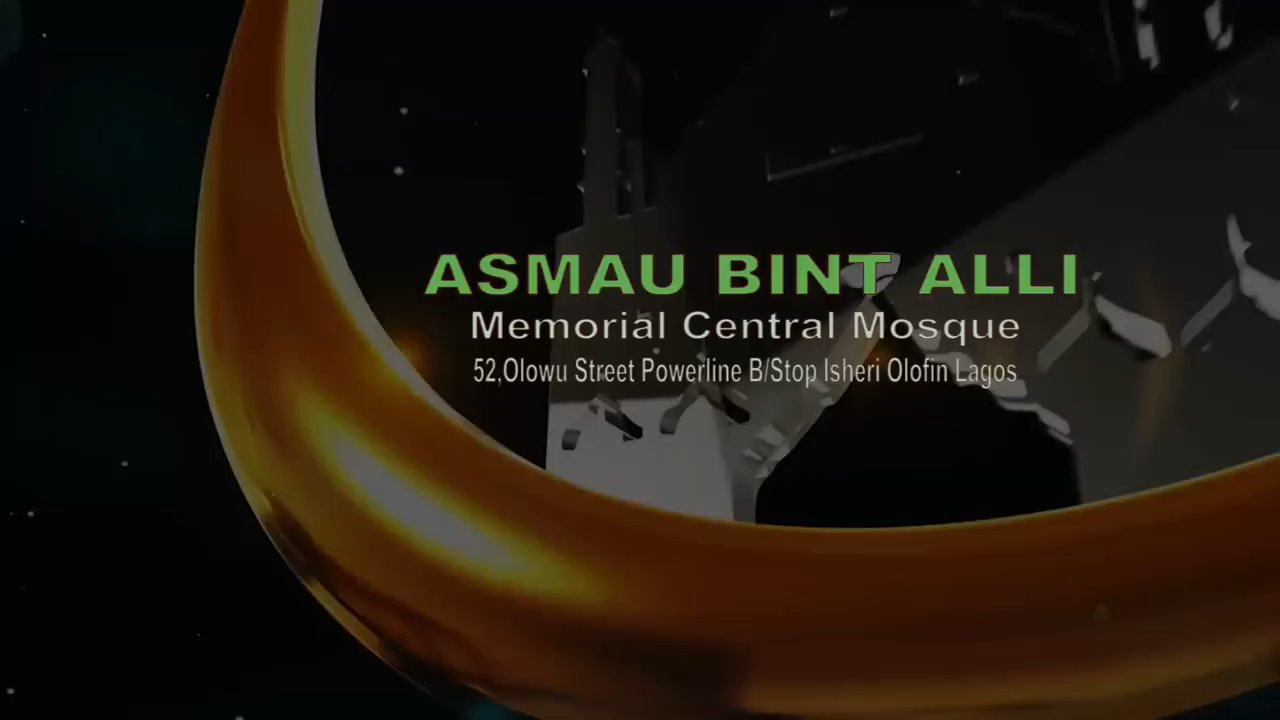 ASMAU BINT ALLI
Memorial Central Mosque
52,Olowu Street Powerline B/Stop Isheri Olofin Lagos